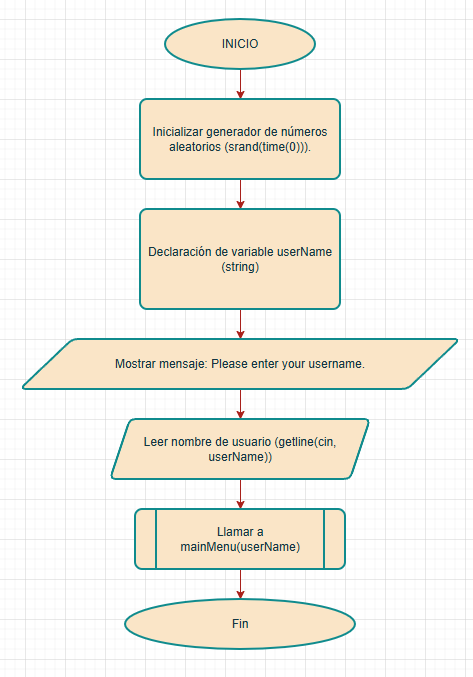 INICIO
Inicializar generador de números
aleatorios (srand(time(0))).
Declaración de variable userName
(string)
Mostrar mensaje: Please enter your username.
Leer nombre de usuario (getline(cin,
userName))
Llamar a
mainMenu(userName)
Fin